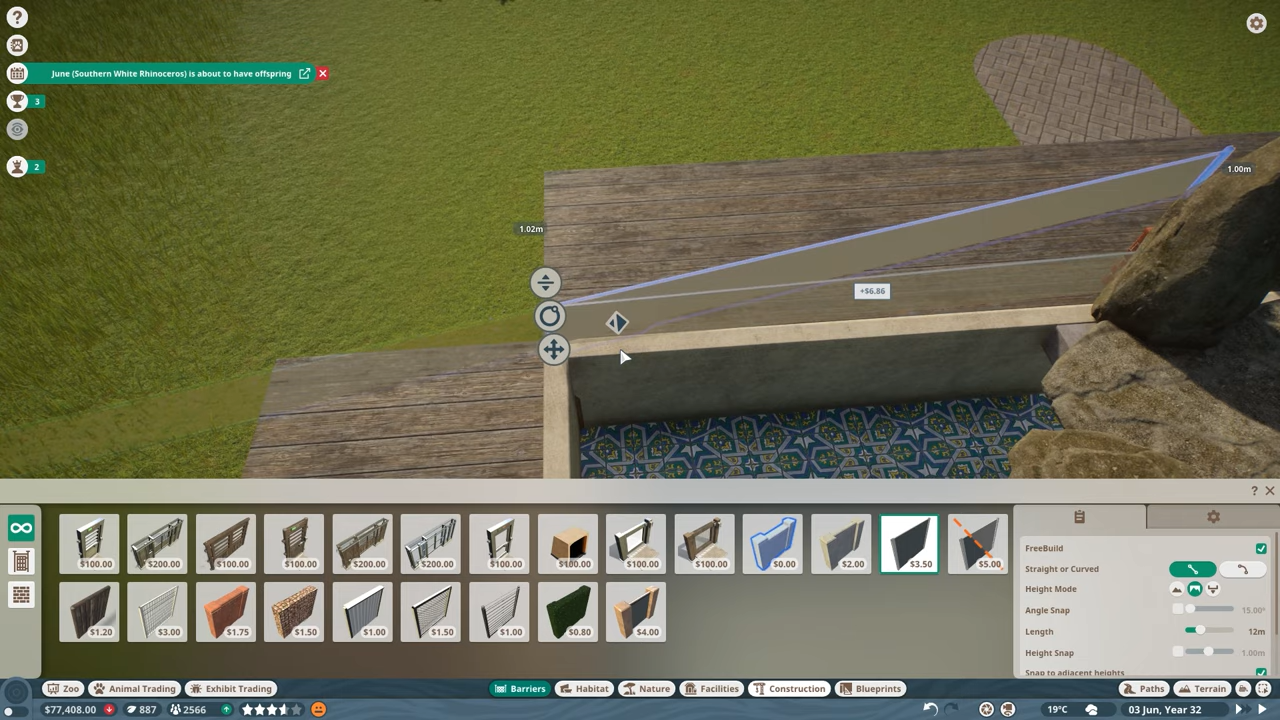 ?
June (Southern White Rhinoceros) is about to have offspring
3
2
1.00m
1.02m
+$6.86
?
$100.00
$200.00
$100.00
$100.00
$200.00
$200.00
$100.00
$100.00
$100.00
$100.00
$0.00
$2.00
$3.50
$5.00
$1.20
$3.00
$1.75
$1.50
$1.00
$1.50
$1.00
$0.80
$4.00
FreeBuild
Straight or Curved
Height Mode
Angle Snap 15.00°
Length 12m
Height Snap 1.00m
Snap to adjacent heights
Zoo
Animal Trading
Exhibit Trading
Barriers
Habitat
Nature
Facilities
Construction
Blueprints
Paths
Terrain
$77,408.00
887
2566
19°C
03 Jun, Year 32